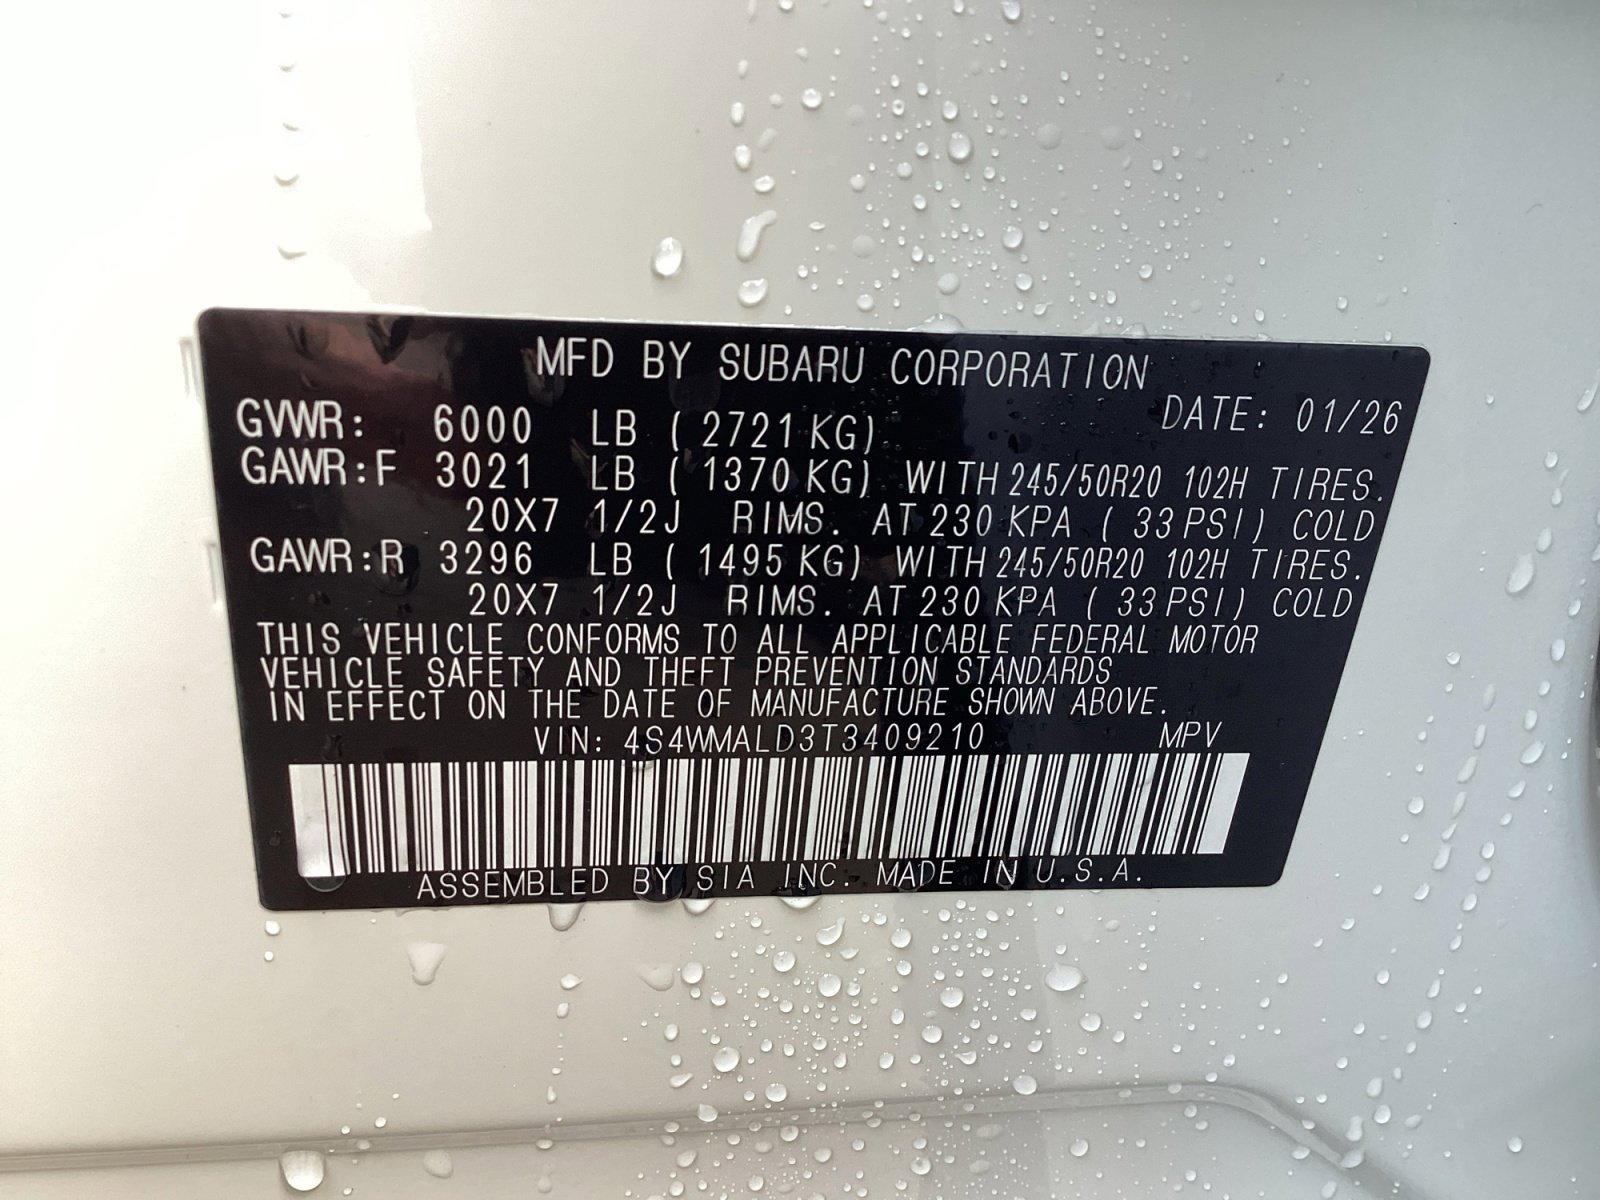 MFD BY SUBARU CORPORATION
DATE: 01/26
GVWR: 6000 LB ( 2721 KG)
GAWR:F 3021 LB ( 1370 KG) WITH 245/50R20 102H TIRES.
20X7 1/2J RIMS. AT 230 KPA ( 33 PSI) COLD
GAWR:R 3296 LB ( 1495 KG) WITH 245/50R20 102H TIRES.
20X7 1/2J RIMS. AT 230 KPA ( 33 PSI) COLD
THIS VEHICLE CONFORMS TO ALL APPLICABLE FEDERAL MOTOR
VEHICLE SAFETY AND THEFT PREVENTION STANDARDS
IN EFFECT ON THE DATE OF MANUFACTURE SHOWN ABOVE.
VIN: 4S4WMALD3T3409210 MPV
ASSEMBLED BY SIA INC. MADE IN U.S.A.